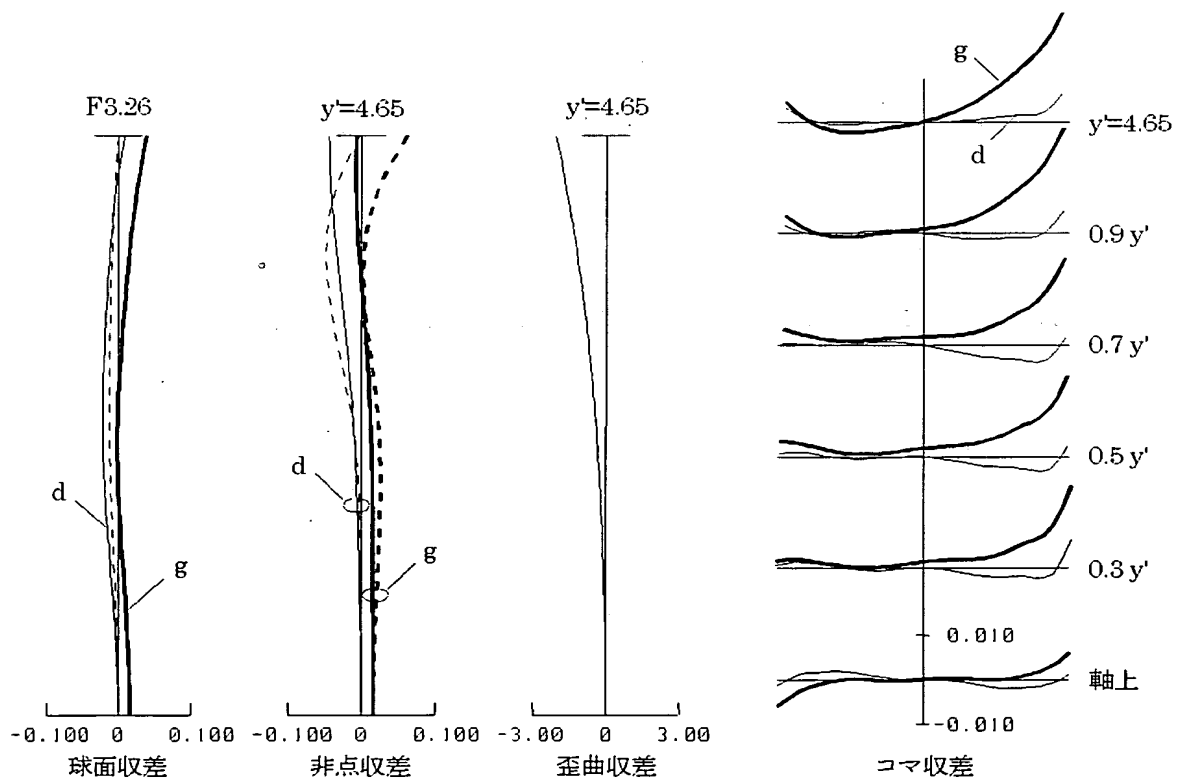 F3.26
d
g
-0.100 0 0.100
球面収差
y'=4.65
d
g
-0.100 0 0.100
非点収差
y'=4.65
-3.00 0 3.00
歪曲収差
g
y'=4.65
d
0.9 y'
0.7 y'
0.5 y'
0.3 y'
0.010
軸上
-0.010
コマ収差